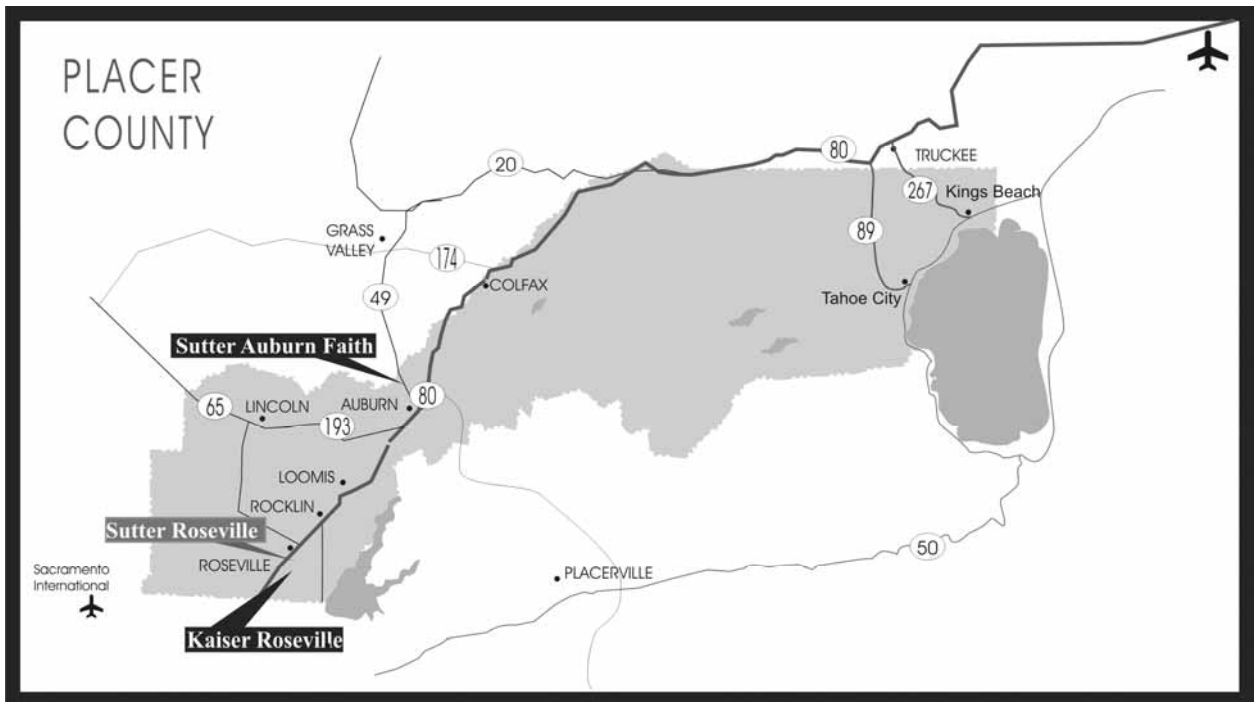 PLACER
COUNTY
80
TRUCKEE
20
267
Kings Beach
GRASS
VALLEY
89
174
COLFAX
Tahoe City
49
Sutter Auburn Faith
80
65
LINCOLN
AUBURN
193
LOOMIS
ROCKLIN
Sutter Roseville
50
ROSEVILLE
Sacramento
International
PLACERVILLE
Kaiser Roseville